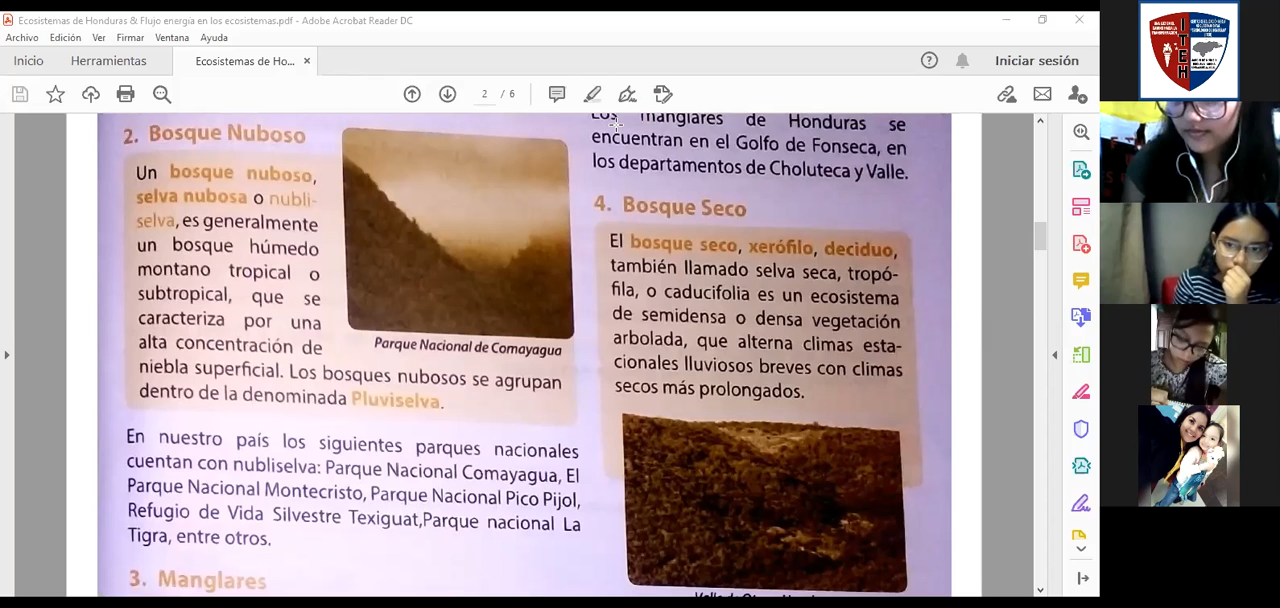 Ecosistemas de Honduras & Flujo energía en los ecosistemas.pdf - Adobe Acrobat Reader DC
Archivo Edición Ver Firmar Ventana Ayuda
Inicio Herramientas Ecosistemas de Ho... × Iniciar sesión
2 / 6
2. Bosque Nuboso
Un bosque nuboso,
selva nubosa o nubli-
selva, es generalmente
un bosque húmedo
montano tropical o
subtropical, que se
caracteriza por una
alta concentración de
niebla superficial. Los bosques nubosos se agrupan
dentro de la denominada Pluviselva.
Parque Nacional de Comayagua
En nuestro país los siguientes parques nacionales
cuentan con nubliselva: Parque Nacional Comayagua, El
Parque Nacional Montecristo, Parque Nacional Pico Pijol,
Refugio de Vida Silvestre Texiguat,Parque nacional La
Tigra, entre otros.
3. Manglares
Los manglares de Honduras se
encuentran en el Golfo de Fonseca, en
los departamentos de Choluteca y Valle.
4. Bosque Seco
El bosque seco, xerófilo, deciduo,
también llamado selva seca, tropó-
fila, o caducifolia es un ecosistema
de semidensa o densa vegetación
arbolada, que alterna climas esta-
cionales lluviosos breves con climas
secos más prolongados.
ITEH